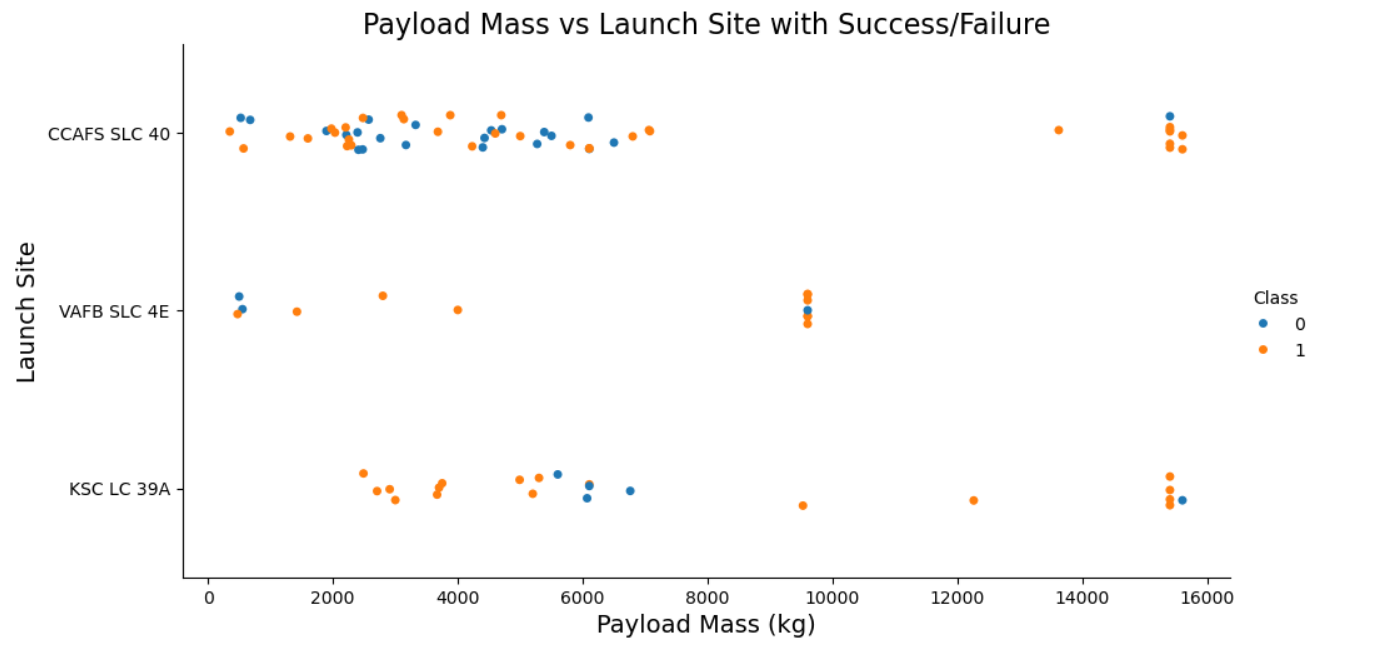 Payload Mass vs Launch Site with Success/Failure
Launch Site
CCAFS SLC 40
VAFB SLC 4E
KSC LC 39A
Class
0
1
0 2000 4000 6000 8000 10000 12000 14000 16000
Payload Mass (kg)